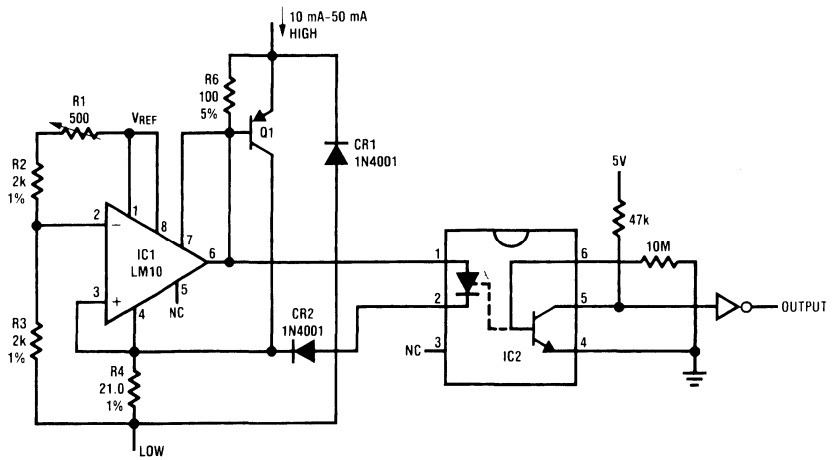 10 mA–50 mA
HIGH
R6
100
5%
R1
500
VREF
Q1
CR1
1N4001
R2
2k
1%
5V
47k
10M
1
8
7
2
−
IC1
LM10
6
5
NC
3
+
4
1
6
2
5
OUTPUT
CR2
1N4001
NC
3
IC2
4
R3
2k
1%
R4
21.0
1%
LOW